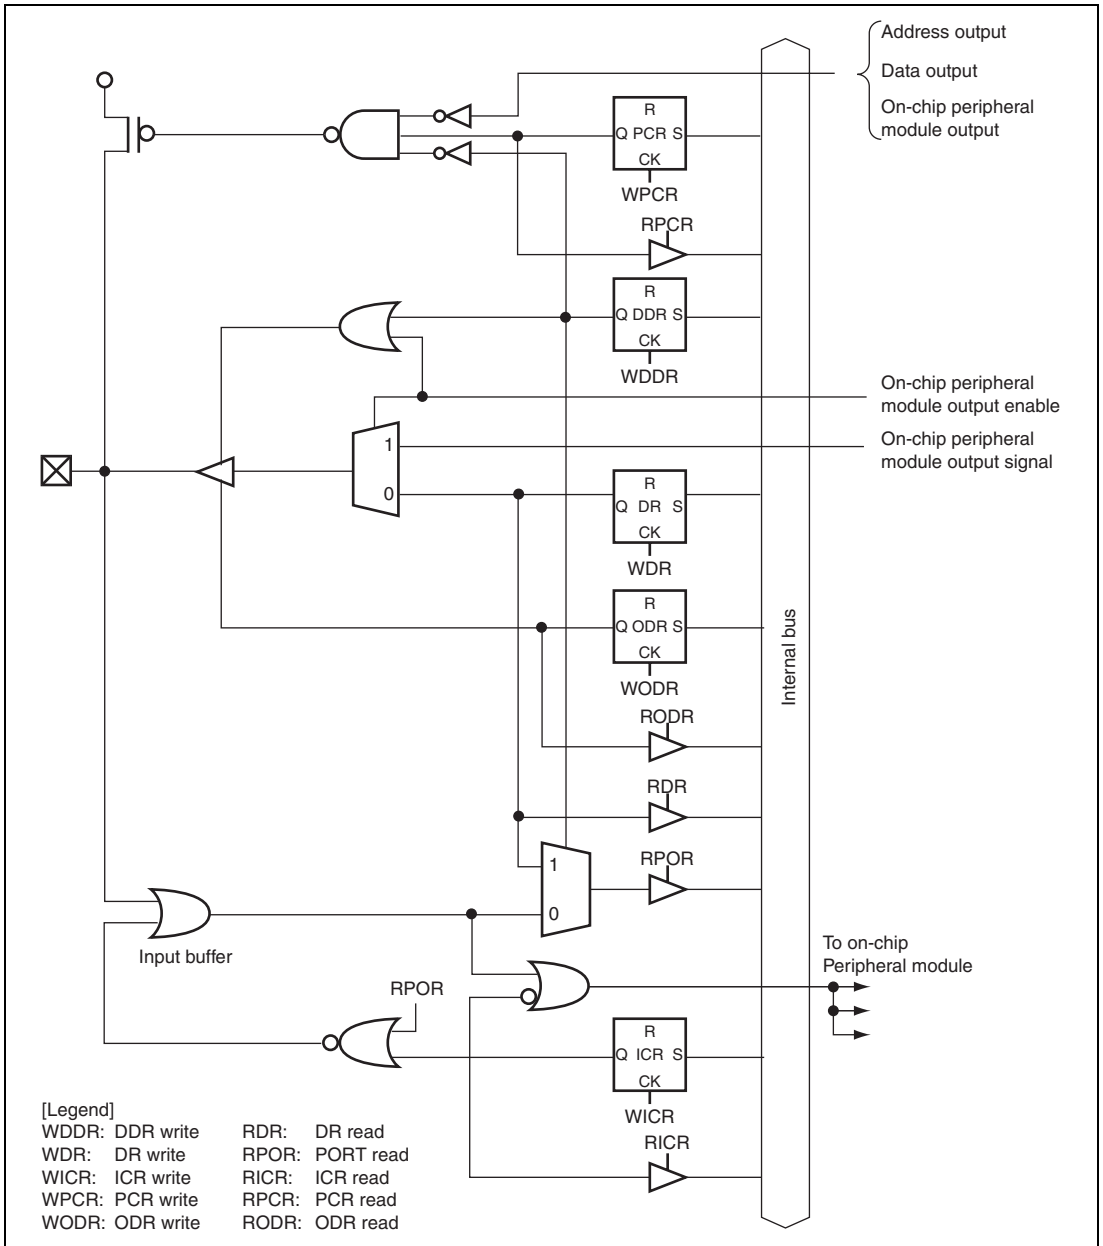 Address output
Data output
On-chip peripheral
module output
R
Q PCR S
CK
WPCR
RPCR
R
Q DDR S
CK
WDDR
On-chip peripheral
module output enable
1
On-chip peripheral
module output signal
0
R
Q DR S
CK
WDR
R
Q ODR S
CK
WODR
Internal bus
RODR
RDR
1
RPOR
0
Input buffer
To on-chip
Peripheral module
RPOR
R
Q ICR S
CK
WICR
RICR
[Legend]
WDDR: DDR write RDR: DR read
WDR: DR write RPOR: PORT read
WICR: ICR write RICR: ICR read
WPCR: PCR write RPCR: PCR read
WODR: ODR write RODR: ODR read